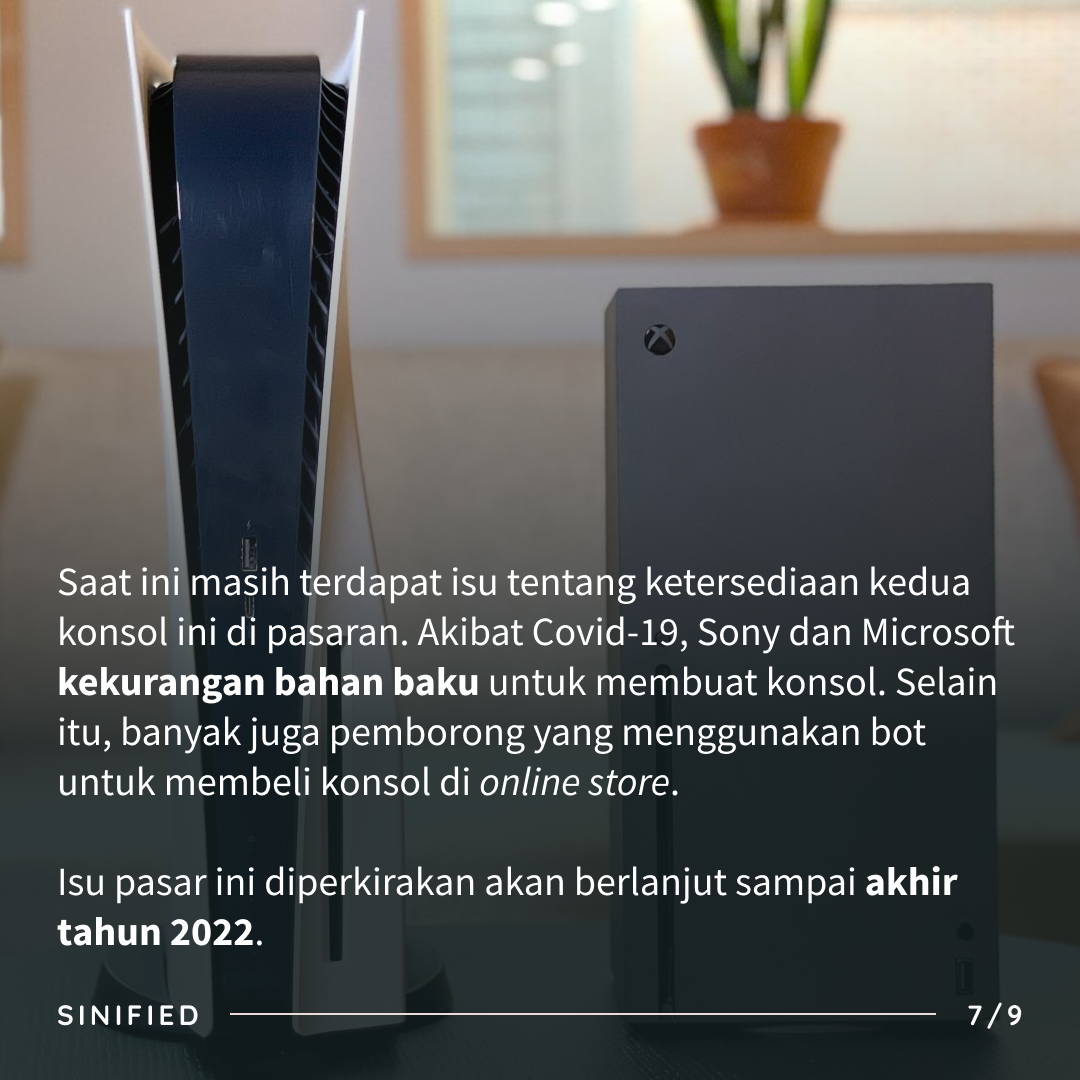 Saat ini masih terdapat isu tentang ketersediaan kedua
konsol ini di pasaran. Akibat Covid-19, Sony dan Microsoft
kekurangan bahan baku untuk membuat konsol. Selain
itu, banyak juga pemborong yang menggunakan bot
untuk membeli konsol di online store.
Isu pasar ini diperkirakan akan berlanjut sampai akhir
tahun 2022.
SINIFIED 7/9